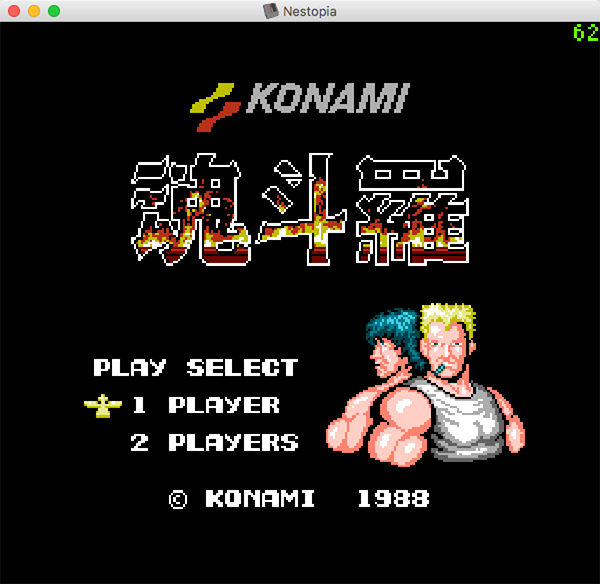 Nestopia
62
KONAMI
魂斗羅
PLAY SELECT
1 PLAYER
2 PLAYERS
© KONAMI 1988